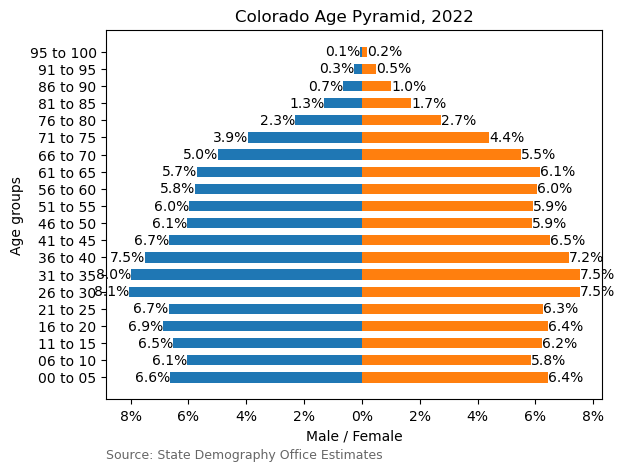 Colorado Age Pyramid, 2022
Age groups
95 to 100 0.1% 0.2%
91 to 95 0.3% 0.5%
86 to 90 0.7% 1.0%
81 to 85 1.3% 1.7%
76 to 80 2.3% 2.7%
71 to 75 3.9% 4.4%
66 to 70 5.0% 5.5%
61 to 65 5.7% 6.1%
56 to 60 5.8% 6.0%
51 to 55 6.0% 5.9%
46 to 50 6.1% 5.9%
41 to 45 6.7% 6.5%
36 to 40 7.5% 7.2%
31 to 35 8.0% 7.5%
26 to 30 8.1% 7.5%
21 to 25 6.7% 6.3%
16 to 20 6.9% 6.4%
11 to 15 6.5% 6.2%
06 to 10 6.1% 5.8%
00 to 05 6.6% 6.4%
8% 6% 4% 2% 0% 2% 4% 6% 8%
Male / Female
Source: State Demography Office Estimates